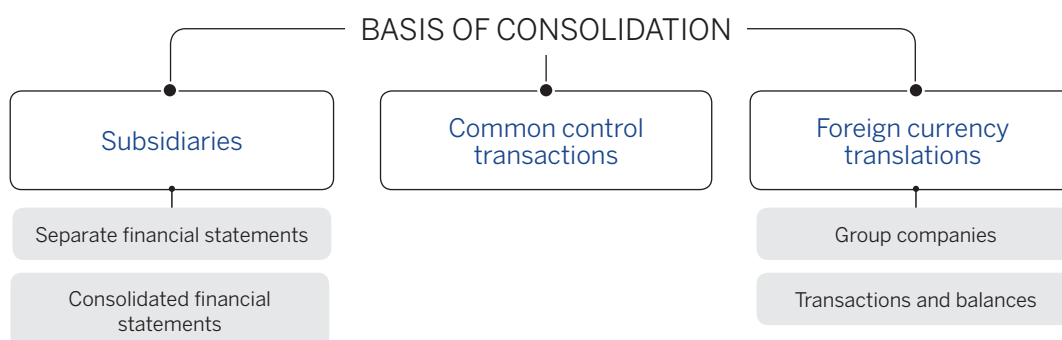 BASIS OF CONSOLIDATION
Subsidiaries
Common control
transactions
Foreign currency
translations
Separate financial statements
Group companies
Consolidated financial
statements
Transactions and balances